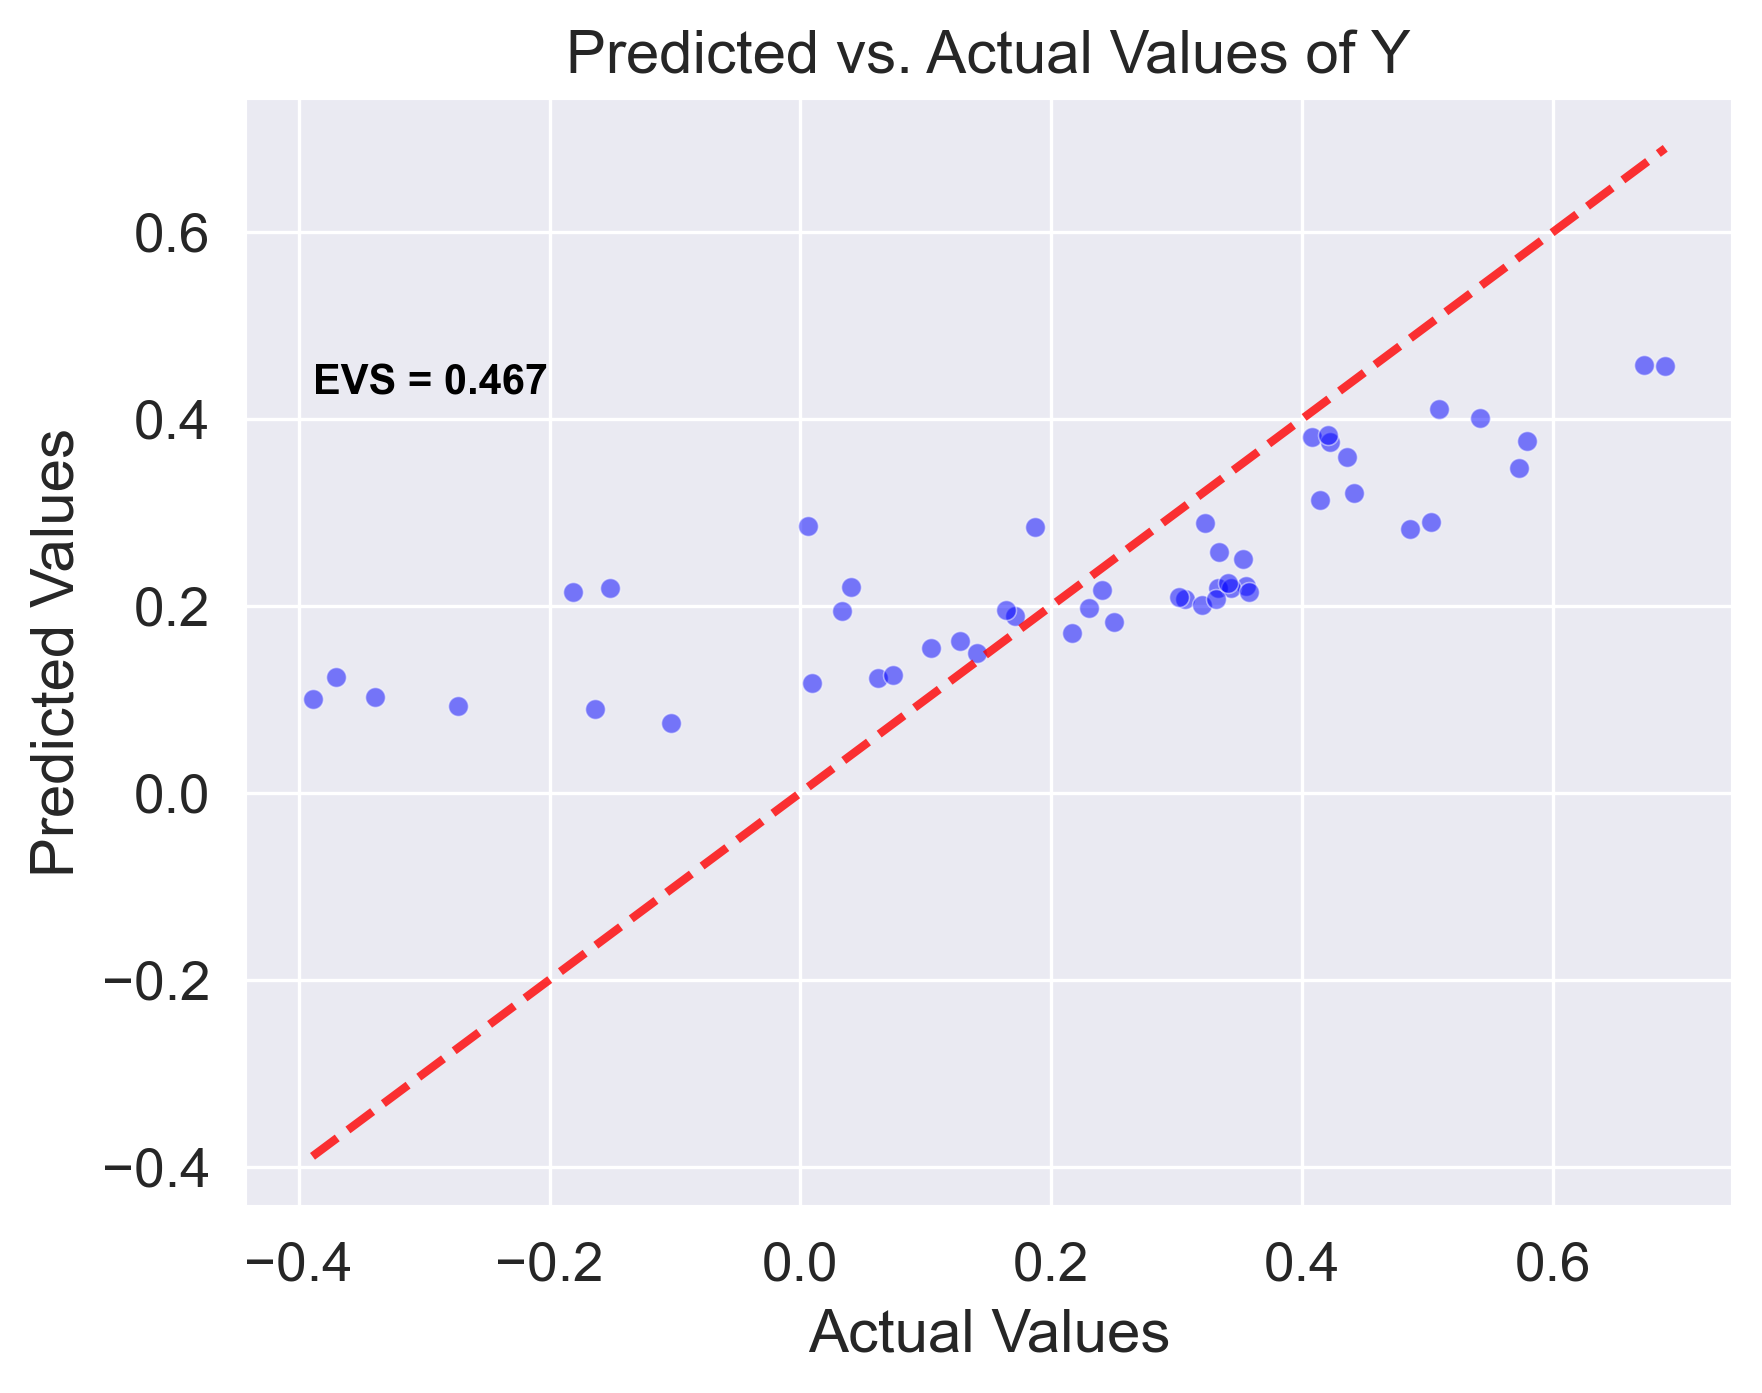 Predicted vs. Actual Values of Y
Predicted Values
0.6
0.4
0.2
0.0
−0.2
−0.4
EVS = 0.467
−0.4 −0.2 0.0 0.2 0.4 0.6
Actual Values